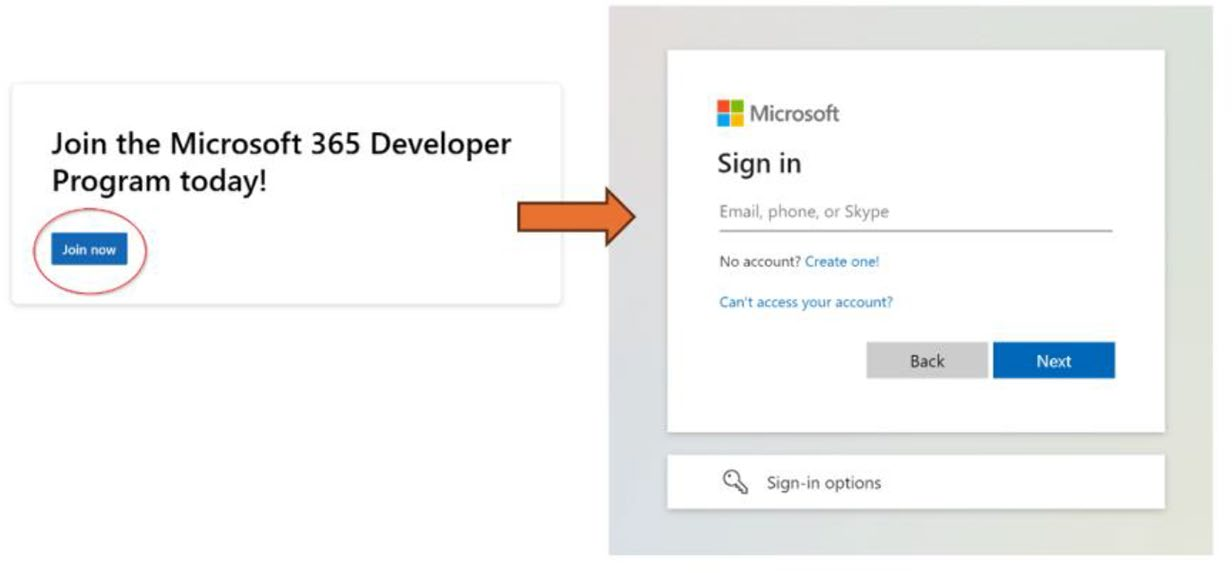 Join the Microsoft 365 Developer
Program today!
Join now
Microsoft
Sign in
Email, phone, or Skype
No account? Create one!
Can't access your account?
Back
Next
Sign-in options